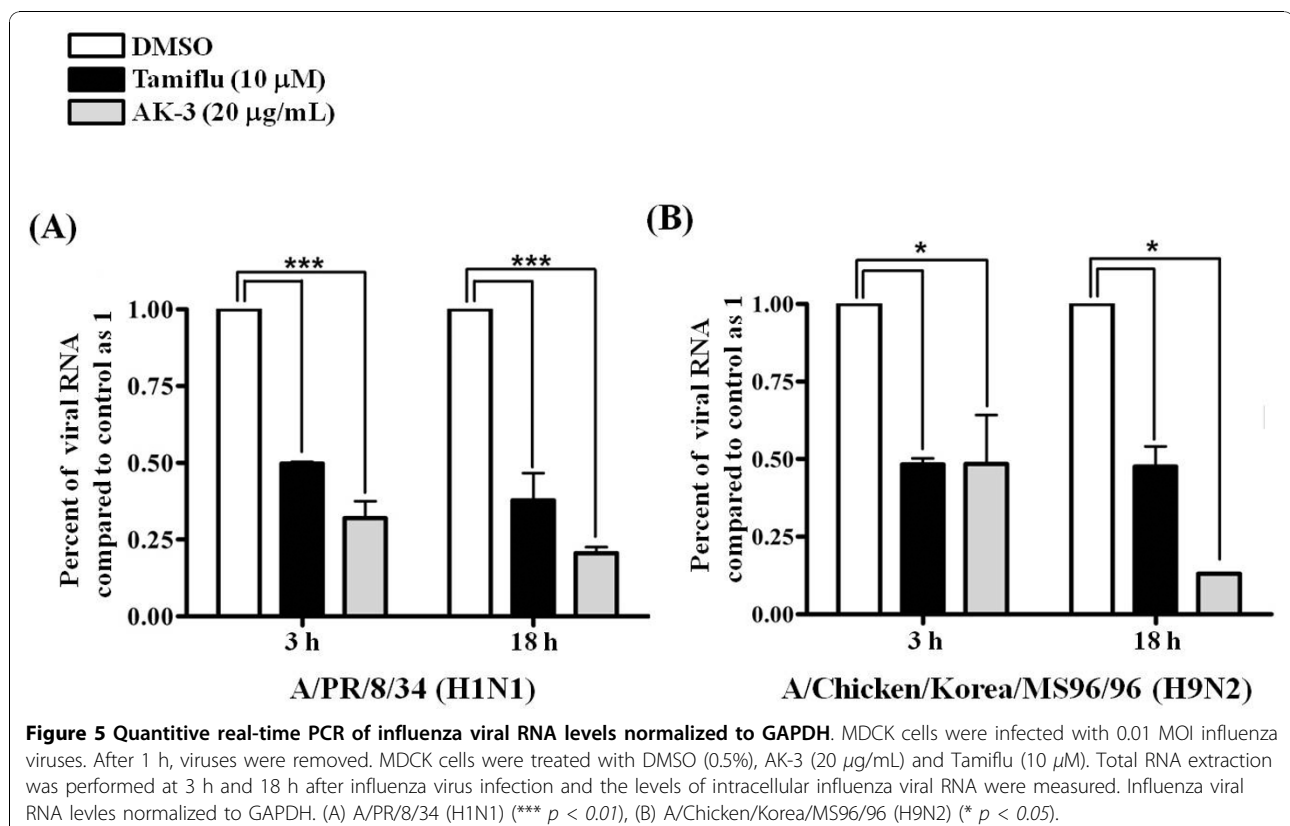 DMSO
Tamiflu (10 μM)
AK-3 (20 μg/mL)
(A)
***
***
Percent of viral RNA
compared to control as 1
1.00
0.75
0.50
0.25
0.00
3 h
18 h
A/PR/8/34 (H1N1)
(B)
*
*
Percent of viral RNA
compared to control as 1
1.00
0.75
0.50
0.25
0.00
3 h
18 h
A/Chicken/Korea/MS96/96 (H9N2)
Figure 5 Quantitive real-time PCR of influenza viral RNA levels normalized to GAPDH. MDCK cells were infected with 0.01 MOI influenza
viruses. After 1 h, viruses were removed. MDCK cells were treated with DMSO (0.5%), AK-3 (20 μg/mL) and Tamiflu (10 μM). Total RNA extraction
was performed at 3 h and 18 h after influenza virus infection and the levels of intracellular influenza viral RNA were measured. Influenza viral
RNA levles normalized to GAPDH. (A) A/PR/8/34 (H1N1) (*** p < 0.01), (B) A/Chicken/Korea/MS96/96 (H9N2) (* p < 0.05).